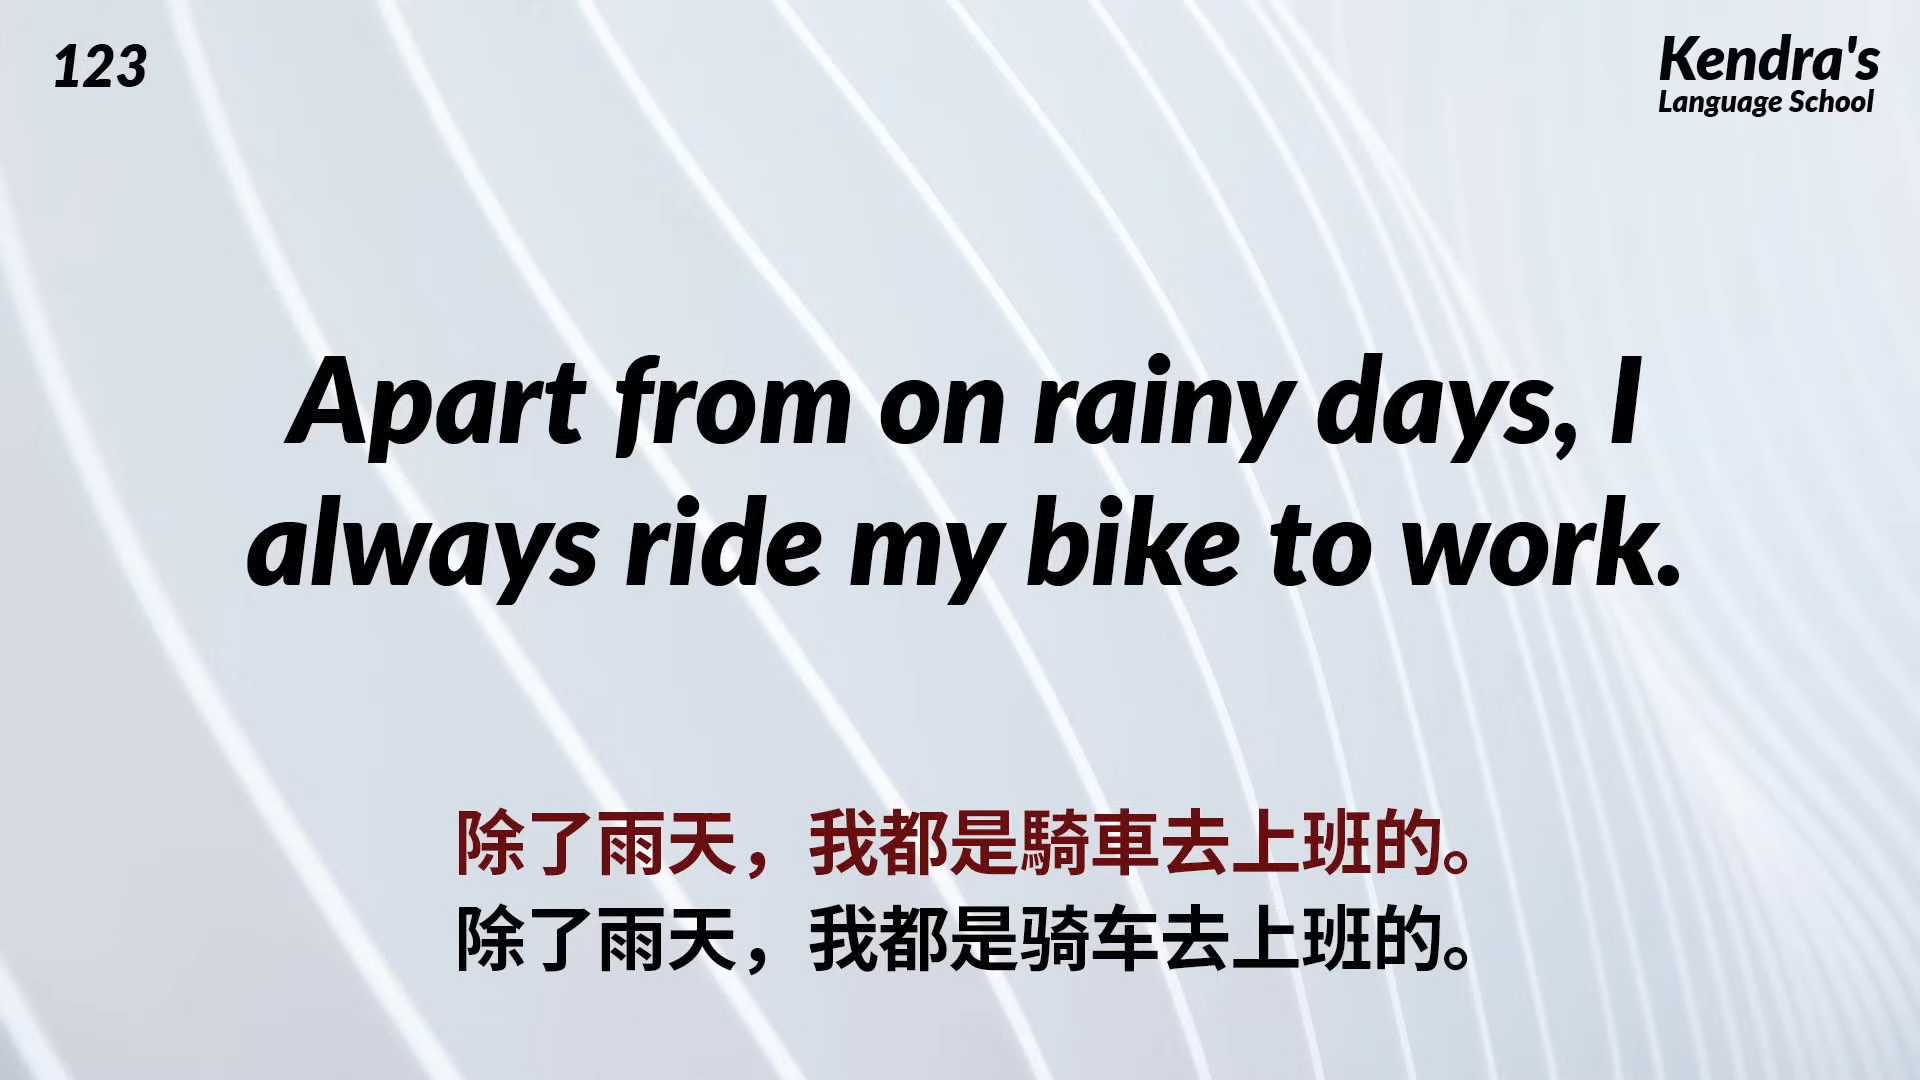 123
Kendra's
Language School
Apart from on rainy days, I
always ride my bike to work.
除了雨天，我都是騎車去上班的。
除了雨天，我都是骑车去上班的。